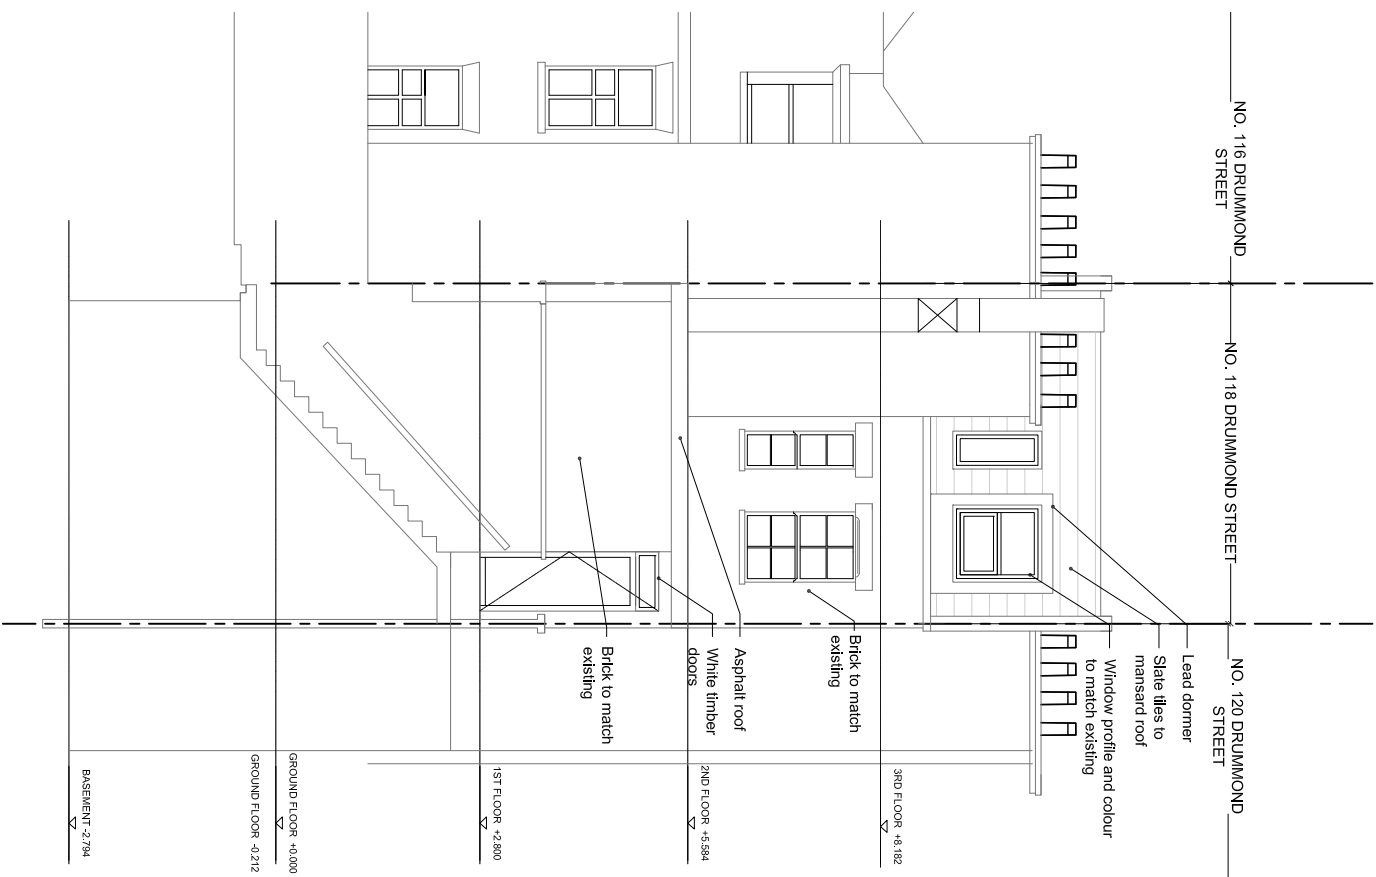 NO. 116 DRUMMOND
STREET
NO. 118 DRUMMOND STREET
NO. 120 DRUMMOND
STREET
Lead dormer
Slate tiles to
mansard roof
Window profile and colour
to match existing
Brick to match
existing
Asphalt roof
White timber
doors
Brick to match
existing
3RD FLOOR +8.182
2ND FLOOR +5.584
1ST FLOOR +2.800
GROUND FLOOR +0.000
GROUND FLOOR -0.212
BASEMENT -2.794